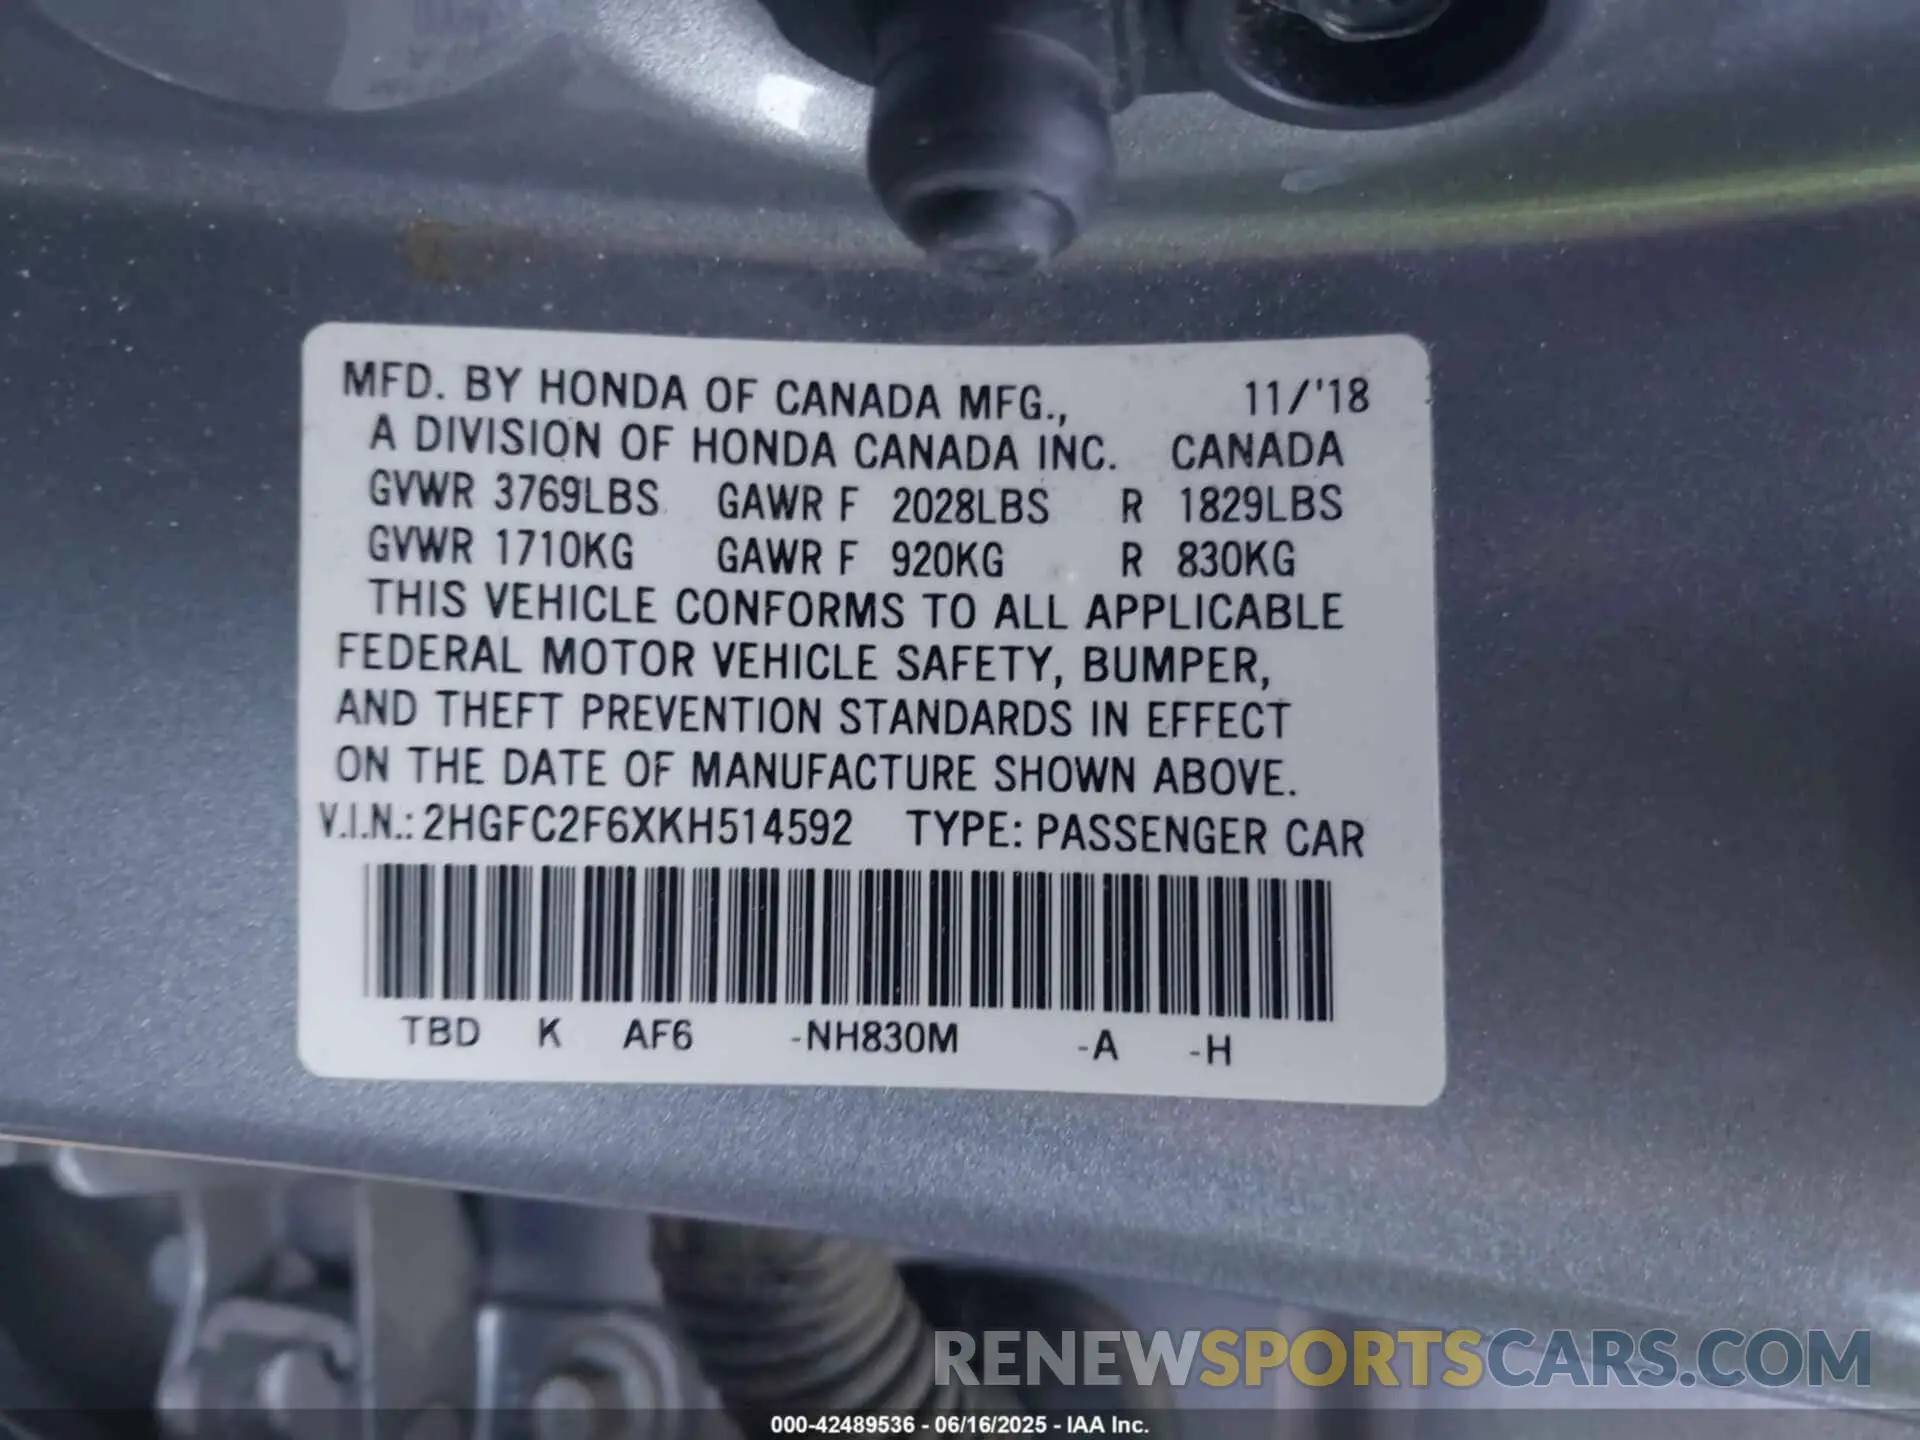 MFD. BY HONDA OF CANADA MFG., 11/'18
A DIVISION OF HONDA CANADA INC. CANADA
GVWR 3769LBS GAWR F 2028LBS R 1829LBS
GVWR 1710KG GAWR F 920KG R 830KG
THIS VEHICLE CONFORMS TO ALL APPLICABLE
FEDERAL MOTOR VEHICLE SAFETY, BUMPER,
AND THEFT PREVENTION STANDARDS IN EFFECT
ON THE DATE OF MANUFACTURE SHOWN ABOVE.
V.I.N.: 2HGFC2F6XKH514592 TYPE: PASSENGER CAR
TBD K AF6 -NH830M -A -H
RENEWSPORTSCARS.COM
000-42489536 - 06/16/2025 - IAA Inc.